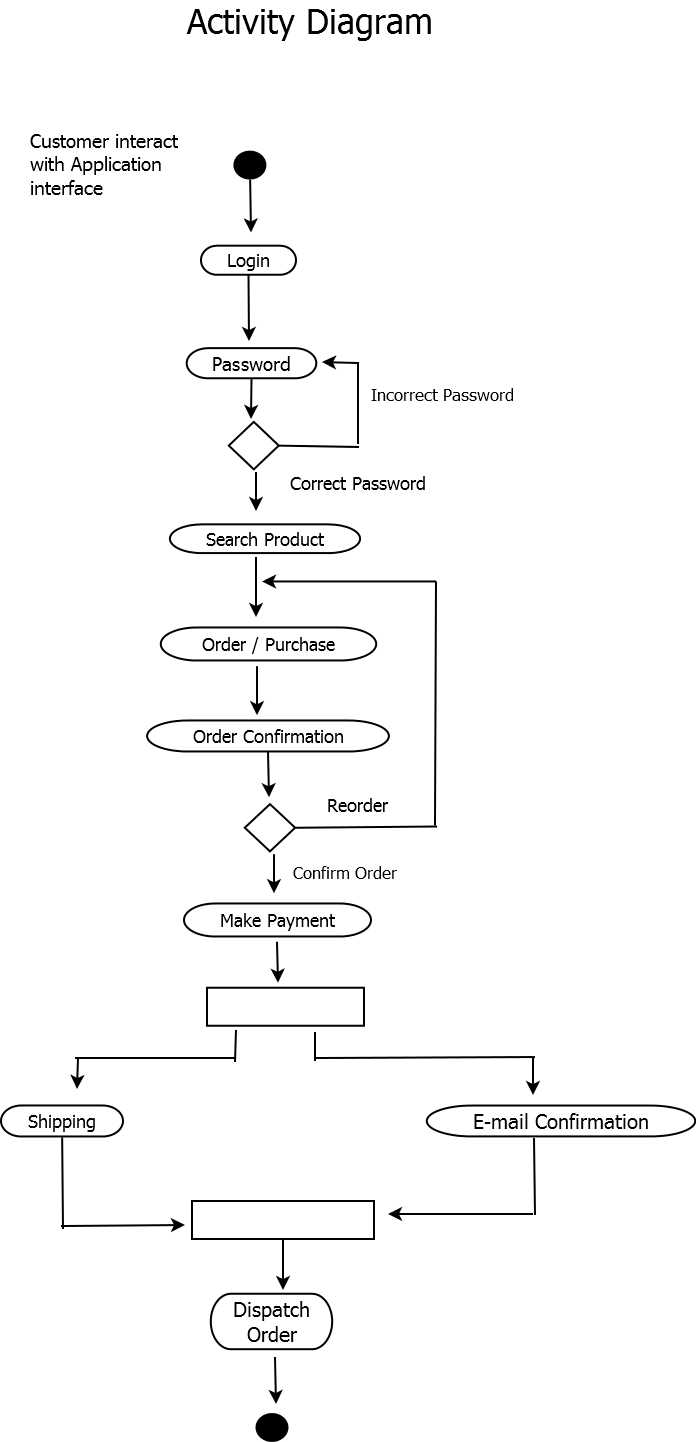 Activity Diagram
Customer interact
with Application
interface
Login
Password
Incorrect Password
Correct Password
Search Product
Order / Purchase
Order Confirmation
Reorder
Confirm Order
Make Payment
Shipping
E-mail Confirmation
Dispatch
Order